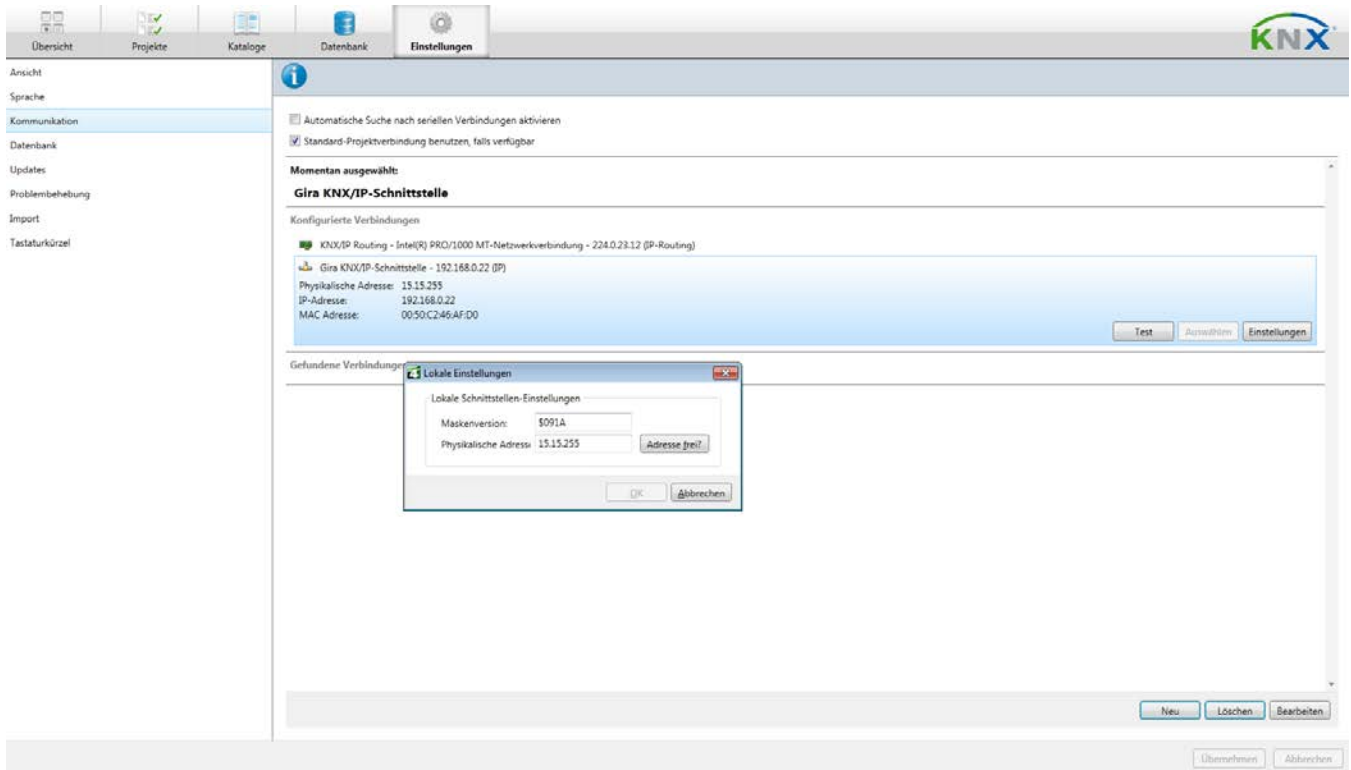 Übersicht Projekte Kataloge Datenbank Einstellungen
KNX
Ansicht
Sprache
Kommunikation
Datenbank
Updates
Problembehebung
Import
Tastaturkürzel
Automatische Suche nach seriellen Verbindungen aktivieren
Standard-Projektverbindung benutzen, falls verfügbar
Momentan ausgewählt:
Gira KNX/IP-Schnittstelle
Konfigurierte Verbindungen
KNX/IP Routing - Intel(R) PRO/1000 MT-Netzwerkverbindung - 224.0.23.12 (IP-Routing)
Gira KNX/IP-Schnittstelle - 192.168.0.22 (IP)
Physikalische Adresse: 15.15.255
IP-Adresse: 192.168.0.22
MAC Adresse: 00:50:C2:46:AF:D0
Test Auswählen Einstellungen
Gefundene Verbindunge
Lokale Einstellungen
Lokale Schnittstellen-Einstellungen
Maskenversion: $091A
Physikalische Adress 15.15.255 Adresse frei?
OK Abbrechen
Neu Löschen Bearbeiten
Übernehmen Abbrechen